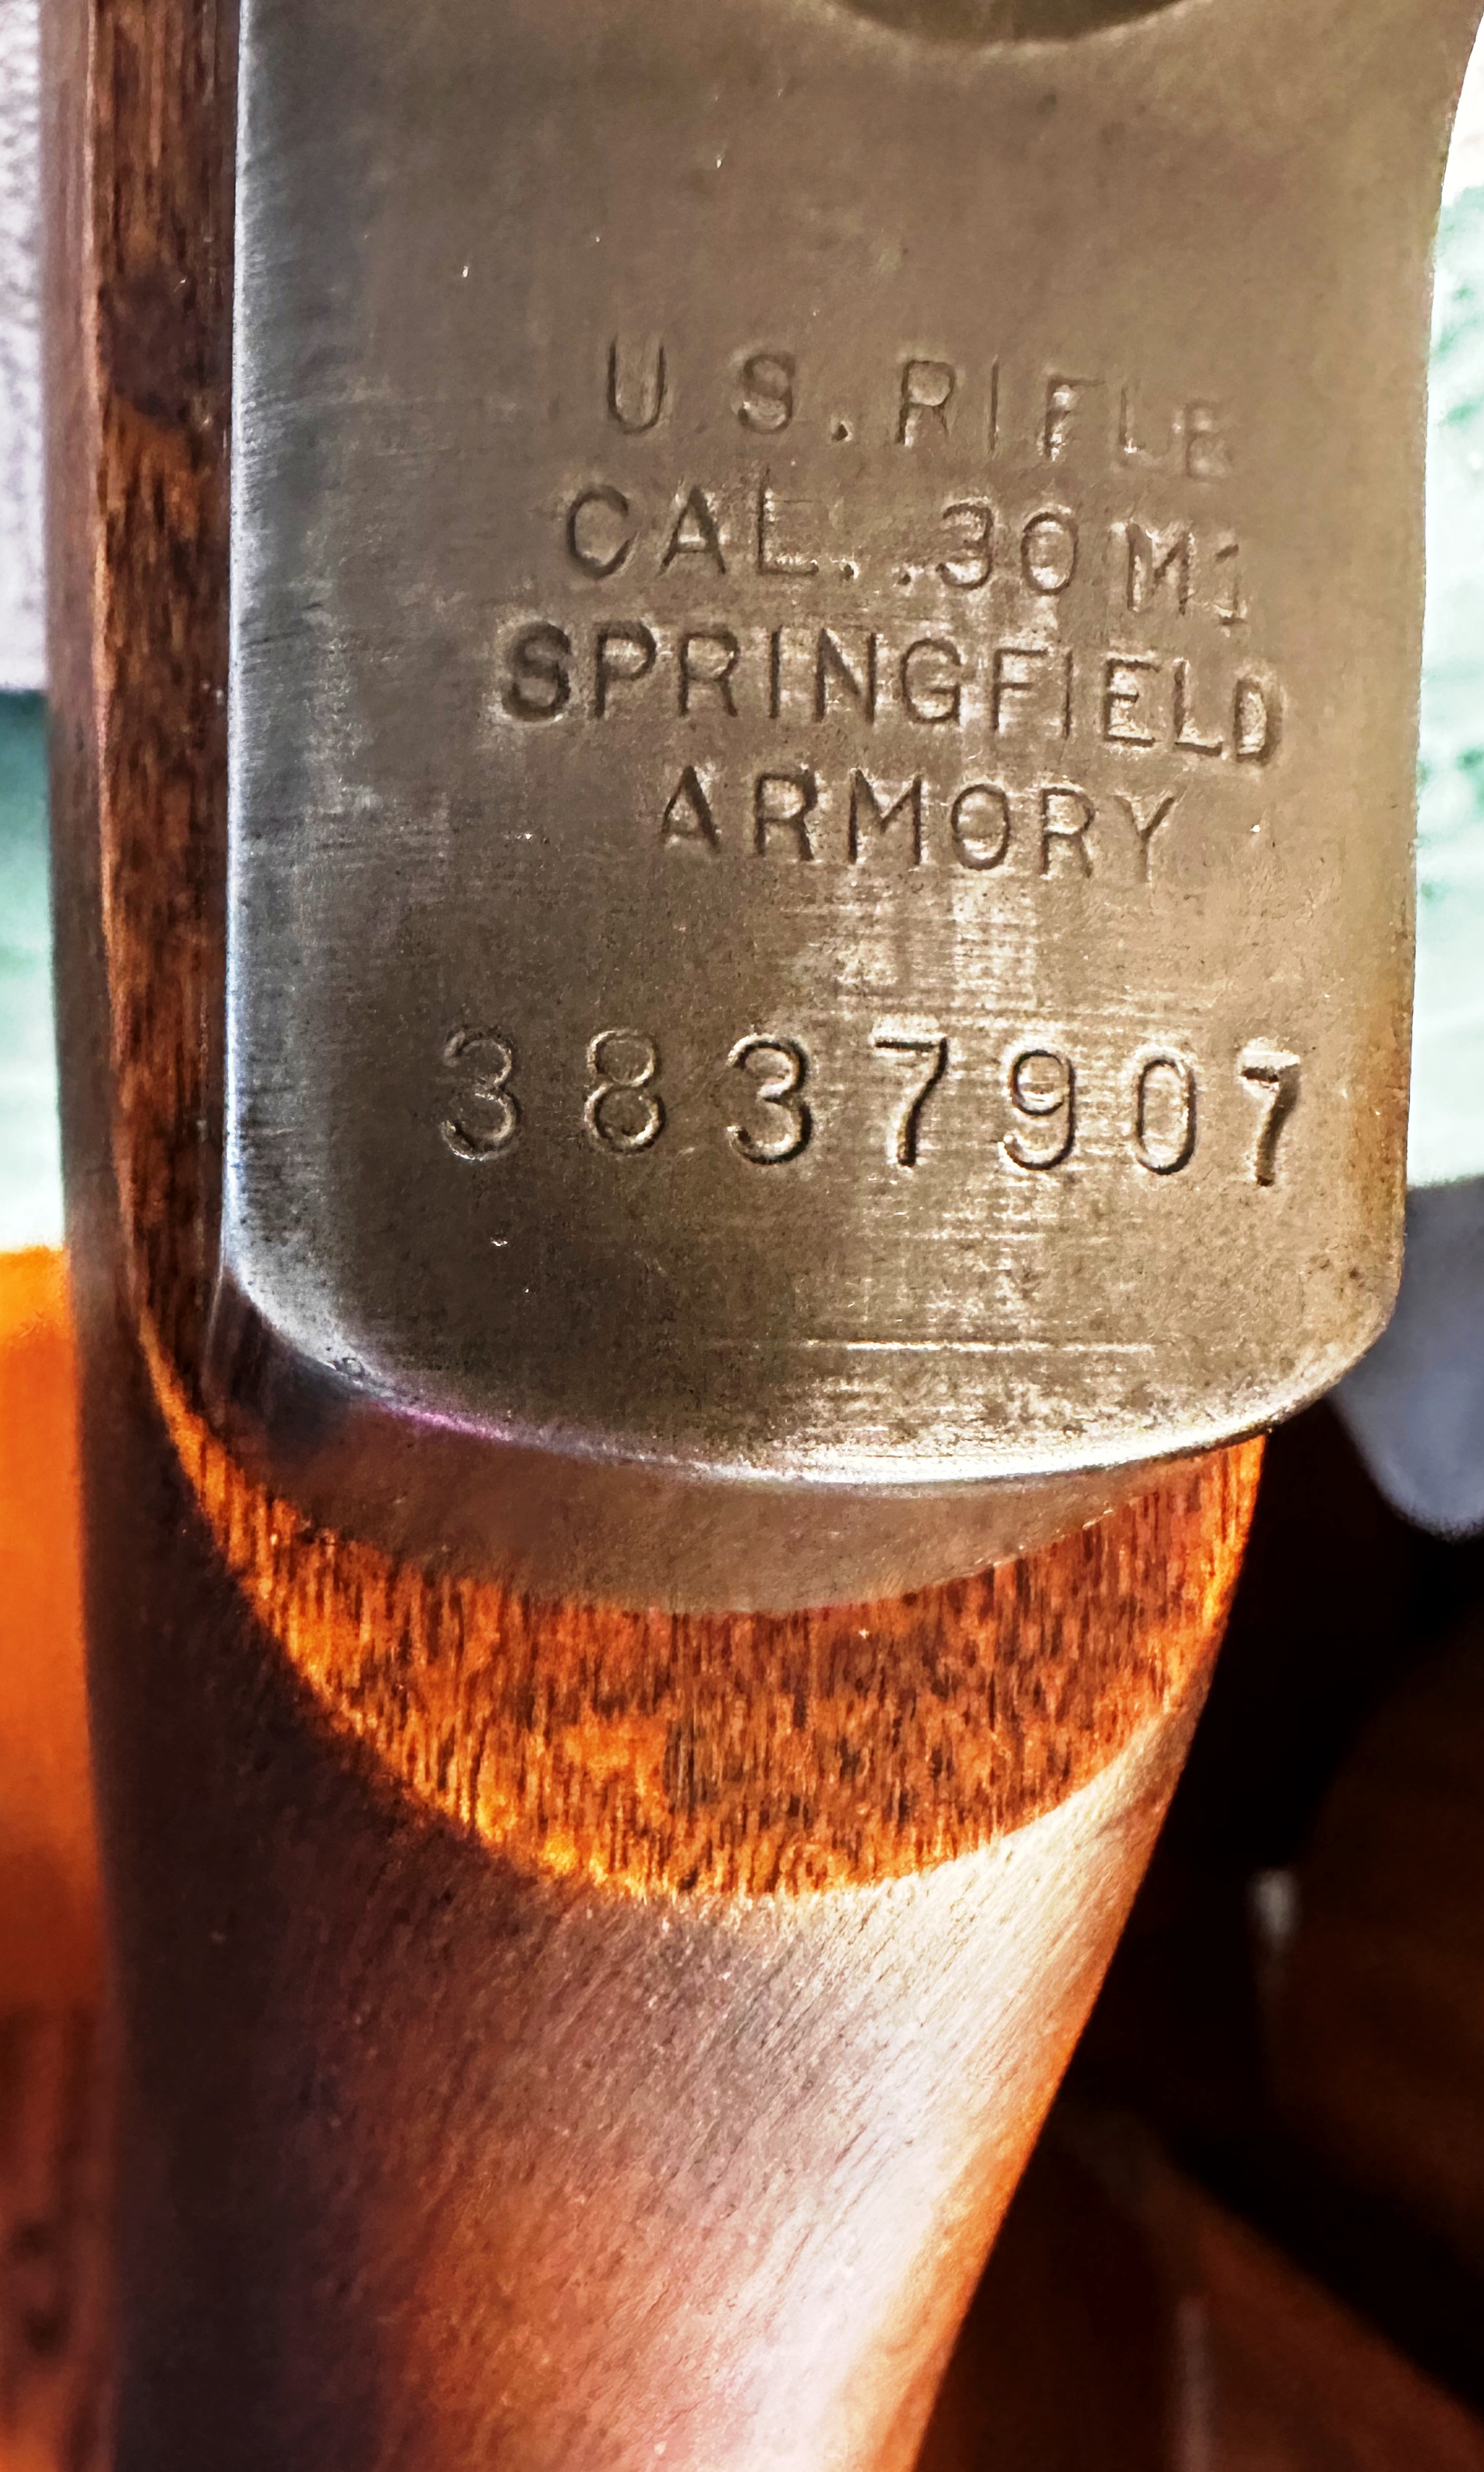 U.S. RIFLE
CAL. .30 M1
SPRINGFIELD
ARMORY
3837907